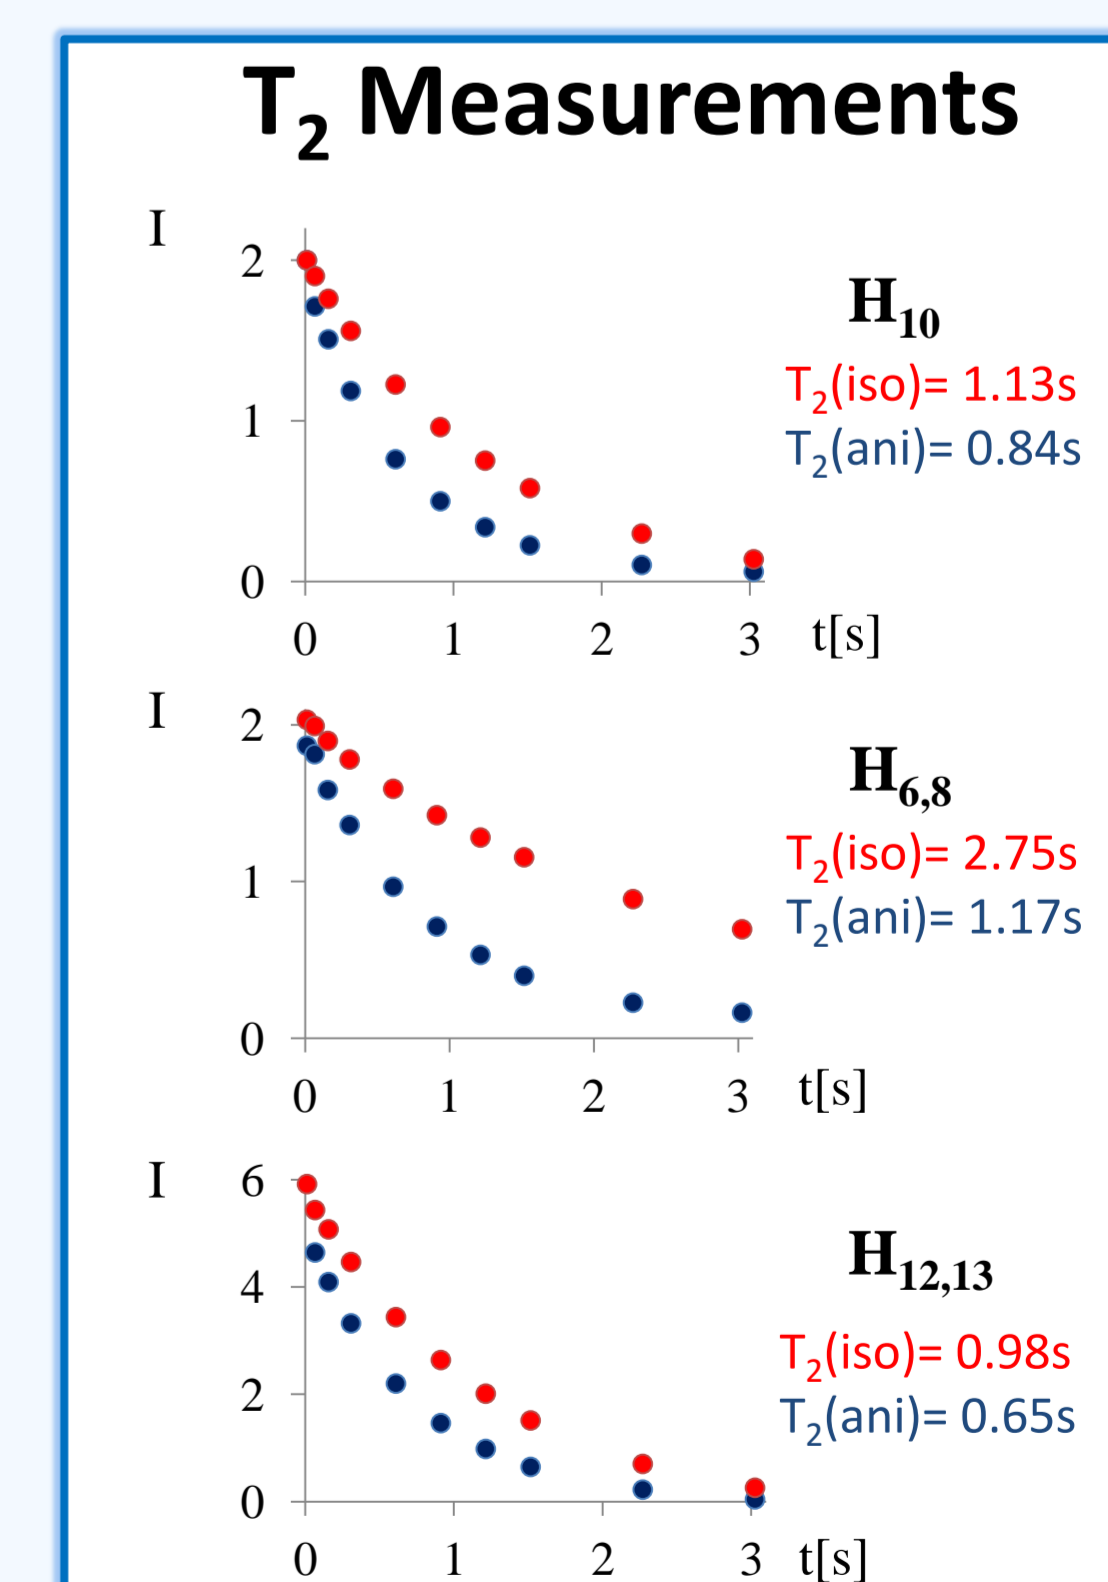 T₂ Measurements
I
2
1
0
0 1 2 3 t[s]
H₁₀
T₂(iso)= 1.13s
T₂(ani)= 0.84s
I
2
1
0
0 1 2 3 t[s]
H₆,₈
T₂(iso)= 2.75s
T₂(ani)= 1.17s
I
6
4
2
0
0 1 2 3 t[s]
H₁₂,₁₃
T₂(iso)= 0.98s
T₂(ani)= 0.65s